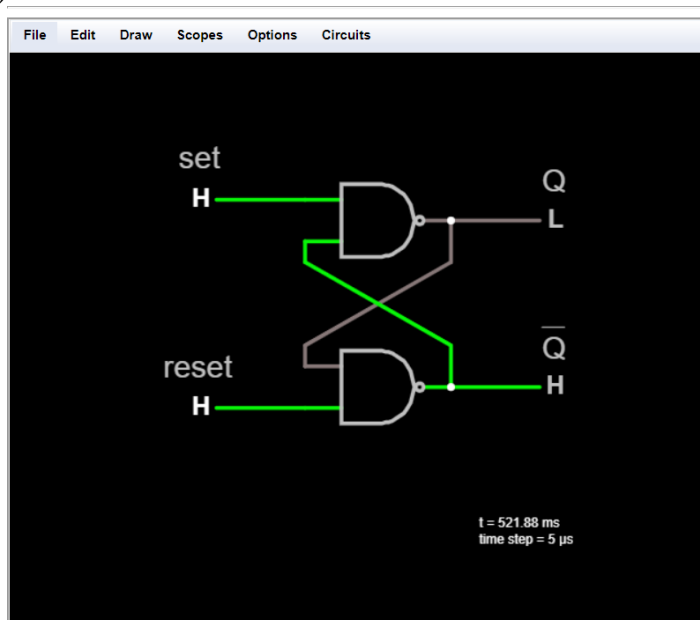 File Edit Draw Scopes Options Circuits
set
H
Q
L
reset
H
Q
H
t = 521.88 ms
time step = 5 µs